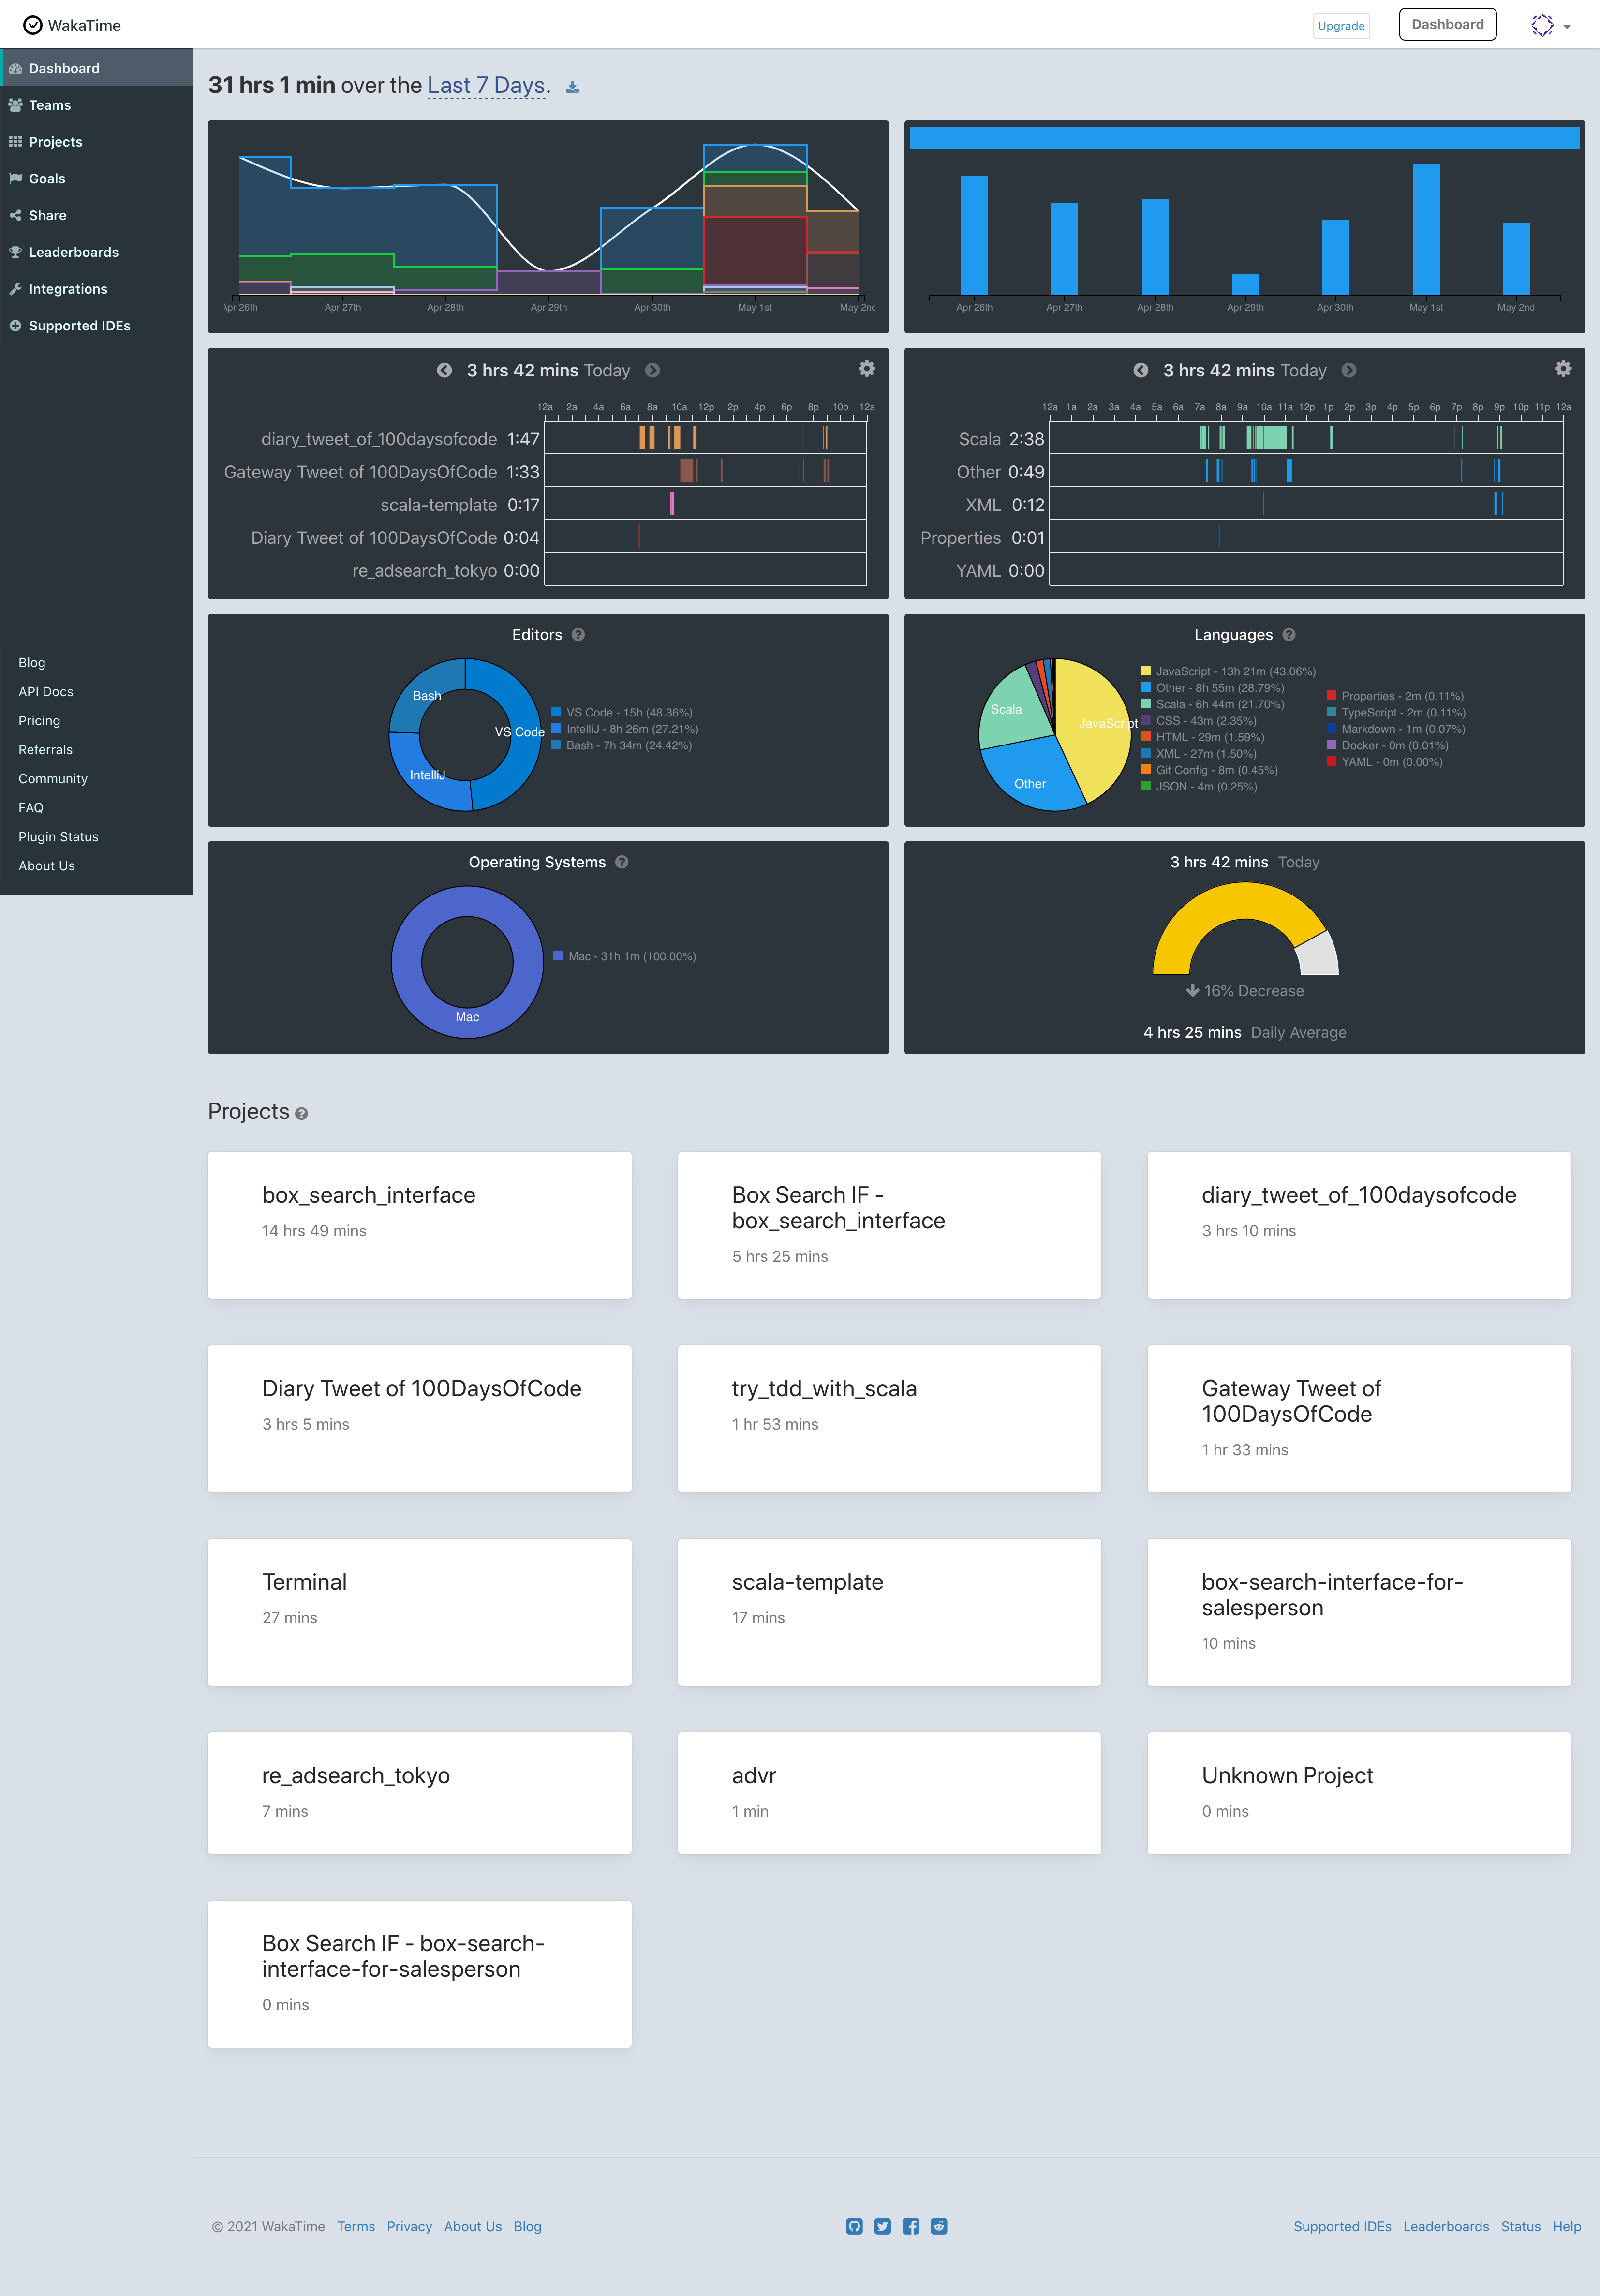 WakaTime
Upgrade
Dashboard
Dashboard
Teams
Projects
Goals
Share
Leaderboards
Integrations
Supported IDEs
Blog
API Docs
Pricing
Referrals
Community
FAQ
Plugin Status
About Us
31 hrs 1 min over the Last 7 Days.
Apr 26th Apr 27th Apr 28th Apr 29th Apr 30th May 1st May 2nd
Apr 26th Apr 27th Apr 28th Apr 29th Apr 30th May 1st May 2nd
3 hrs 42 mins Today
12a 2a 4a 6a 8a 10a 12p 2p 4p 6p 8p 10p 12a
diary_tweet_of_100daysofcode 1:47
Gateway Tweet of 100DaysOfCode 1:33
scala-template 0:17
Diary Tweet of 100DaysOfCode 0:04
re_adsearch_tokyo 0:00
3 hrs 42 mins Today
12a 1a 2a 3a 4a 5a 6a 7a 8a 9a 10a 11a 12p 1p 2p 3p 4p 5p 6p 7p 8p 9p 10p 11p 12a
Scala 2:38
Other 0:49
XML 0:12
Properties 0:01
YAML 0:00
Editors
Bash
VS Code
IntelliJ
VS Code - 15h (48.36%)
IntelliJ - 8h 26m (27.21%)
Bash - 7h 34m (24.42%)
Languages
Scala
JavaScript
Other
JavaScript - 13h 21m (43.06%)
Other - 8h 55m (28.79%)
Scala - 6h 44m (21.70%)
CSS - 43m (2.35%)
HTML - 29m (1.59%)
XML - 27m (1.50%)
Git Config - 8m (0.45%)
JSON - 4m (0.25%)
Properties - 2m (0.11%)
TypeScript - 2m (0.11%)
Markdown - 1m (0.07%)
Docker - 0m (0.01%)
YAML - 0m (0.00%)
Operating Systems
Mac
Mac - 31h 1m (100.00%)
3 hrs 42 mins Today
16% Decrease
4 hrs 25 mins Daily Average
Projects
box_search_interface
14 hrs 49 mins
Box Search IF -
box_search_interface
5 hrs 25 mins
diary_tweet_of_100daysofcode
3 hrs 10 mins
Diary Tweet of 100DaysOfCode
3 hrs 5 mins
try_tdd_with_scala
1 hr 53 mins
Gateway Tweet of
100DaysOfCode
1 hr 33 mins
Terminal
27 mins
scala-template
17 mins
box-search-interface-for-
salesperson
10 mins
re_adsearch_tokyo
7 mins
advr
1 min
Unknown Project
0 mins
Box Search IF - box-search-
interface-for-salesperson
0 mins
© 2021 WakaTime Terms Privacy About Us Blog
Supported IDEs Leaderboards Status Help